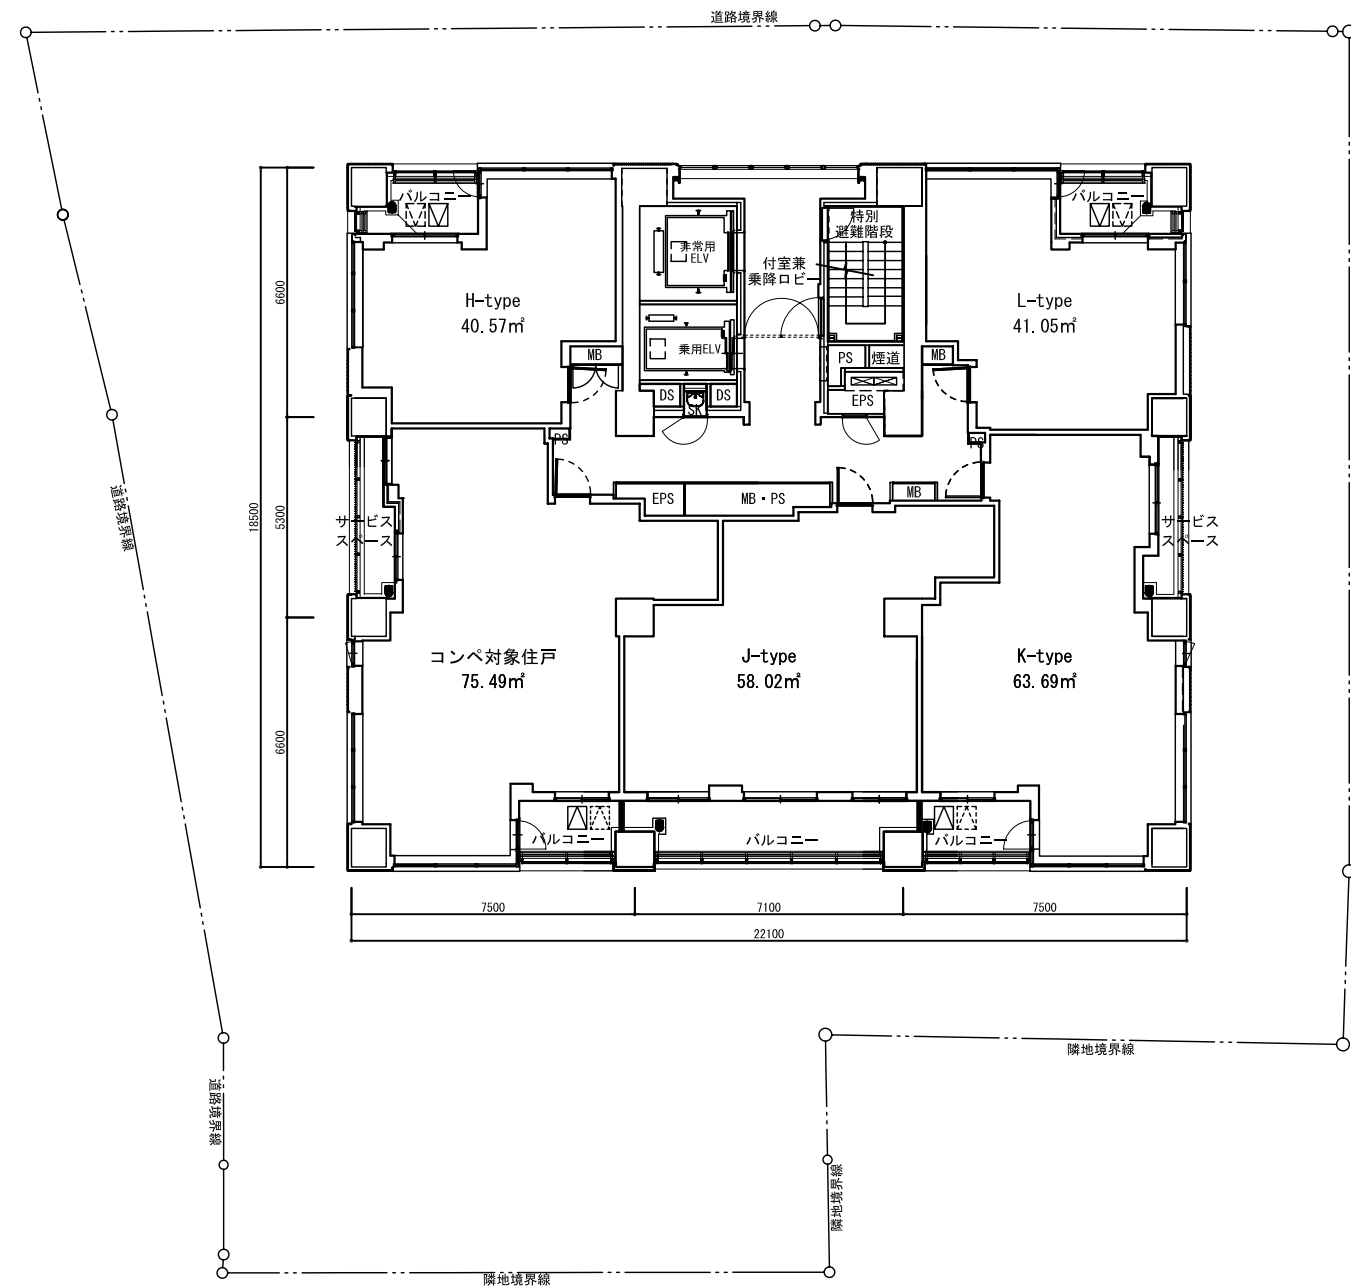 道路境界線
バルコニー
特別
避難階段
バルコニー
非常用
ELV
付室兼
乗降ロビー
H-type
40.57㎡
L-type
41.05㎡
6600
乗用ELV
MB
PS
煙道
MB
DS
SK
DS
EPS
PS
PS
EPS
MB・PS
MB
道路境界線
18500
5300
サービス
スペース
サービス
スペース
コンペ対象住戸
75.49㎡
J-type
58.02㎡
K-type
63.69㎡
6600
バルコニー
バルコニー
バルコニー
7500
7100
7500
22100
隣地境界線
道路境界線
隣地境界線
隣地境界線